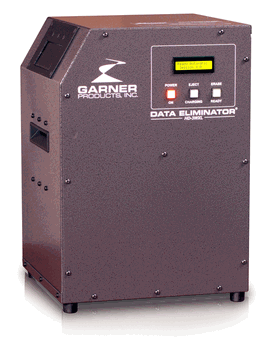 GARNER
PRODUCTS, INC.
POWER EJECT ERASE
ON CHARGING READY
DATA ELIMINATOR